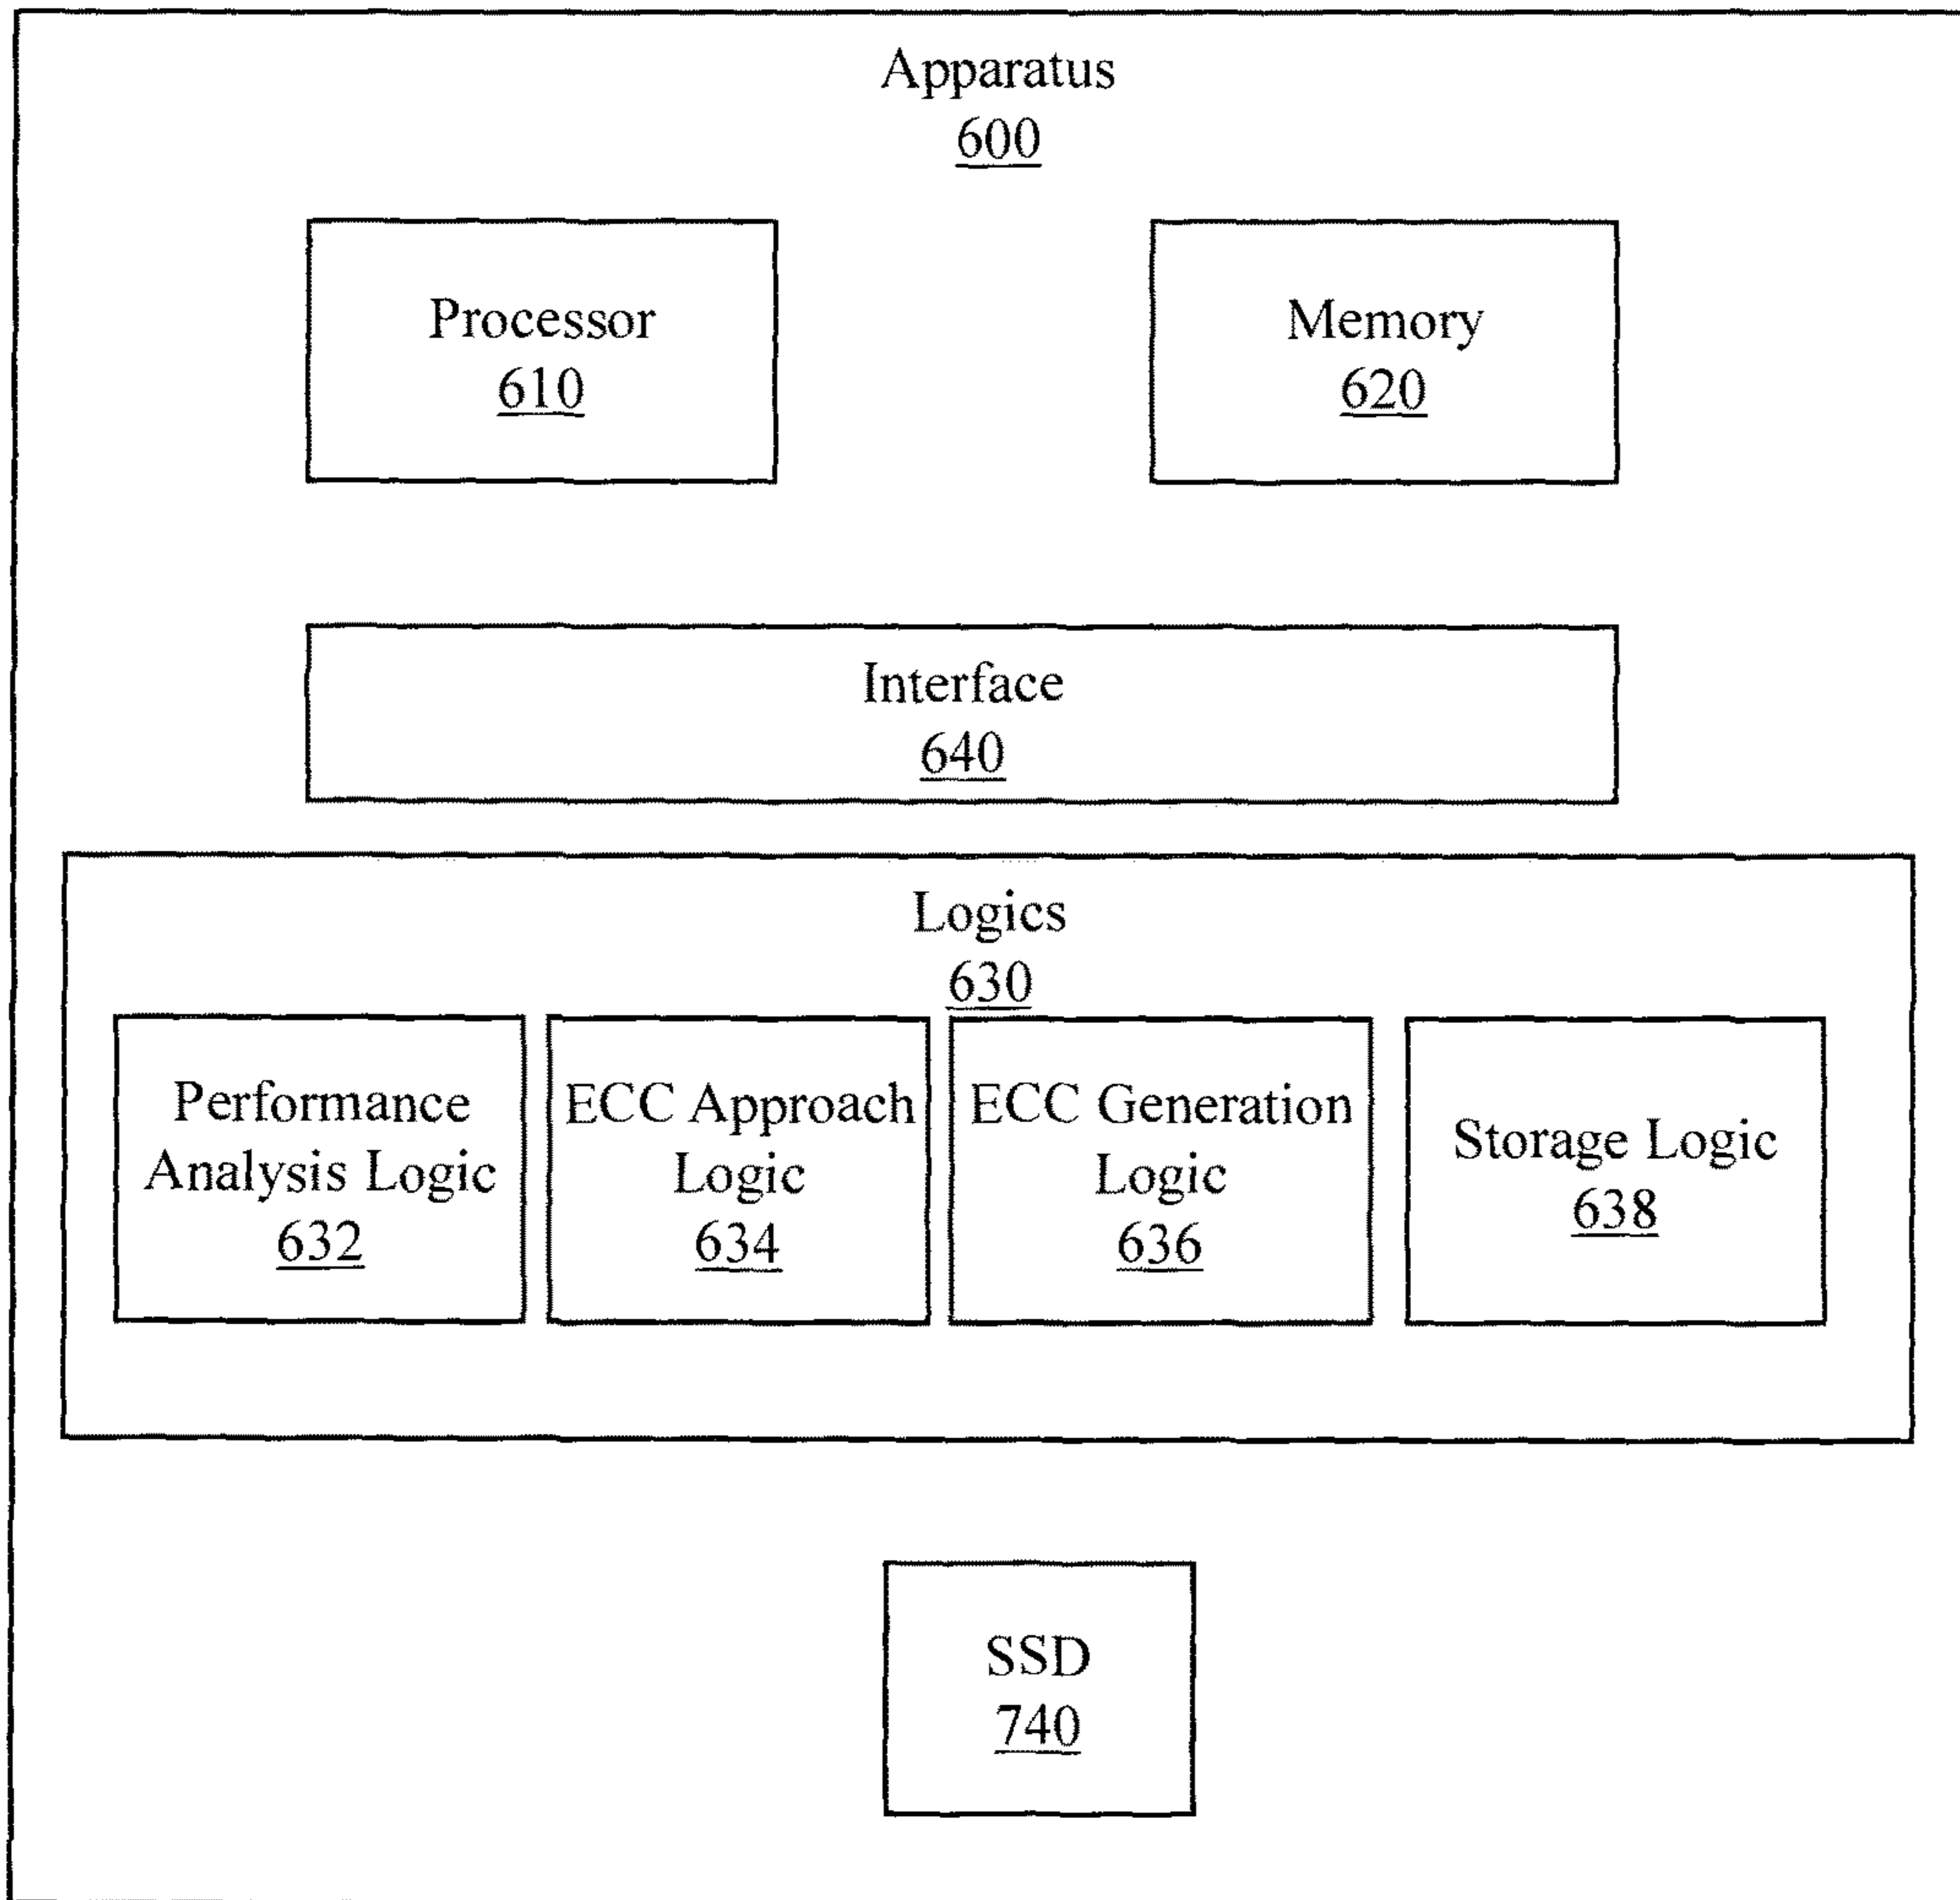 Apparatus
600
Processor
610
Memory
620
Interface
640
Logics
630
Performance
Analysis Logic
632
ECC Approach
Logic
634
ECC Generation
Logic
636
Storage Logic
638
SSD
740